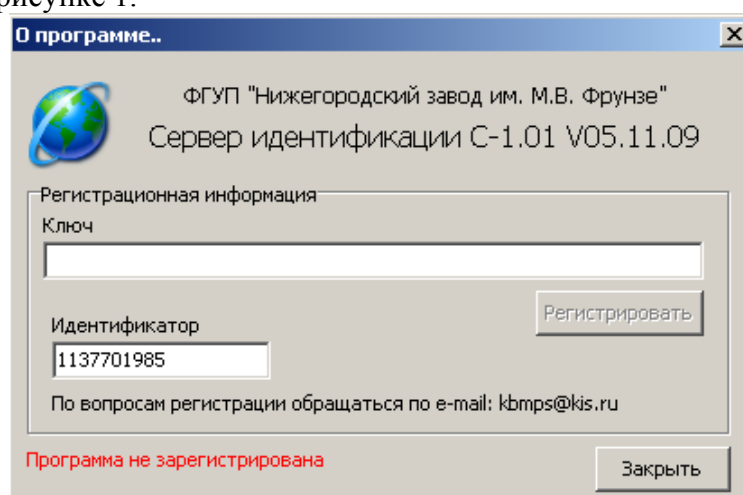 рисунке 1.
О программе..
ФГУП "Нижегородский завод им. М.В. Фрунзе"
Сервер идентификации С-1.01 V05.11.09
Регистрационная информация
Ключ
Регистрировать
Идентификатор
1137701985
По вопросам регистрации обращаться по e-mail: kbmps@kis.ru
Программа не зарегистрирована
Закрыть